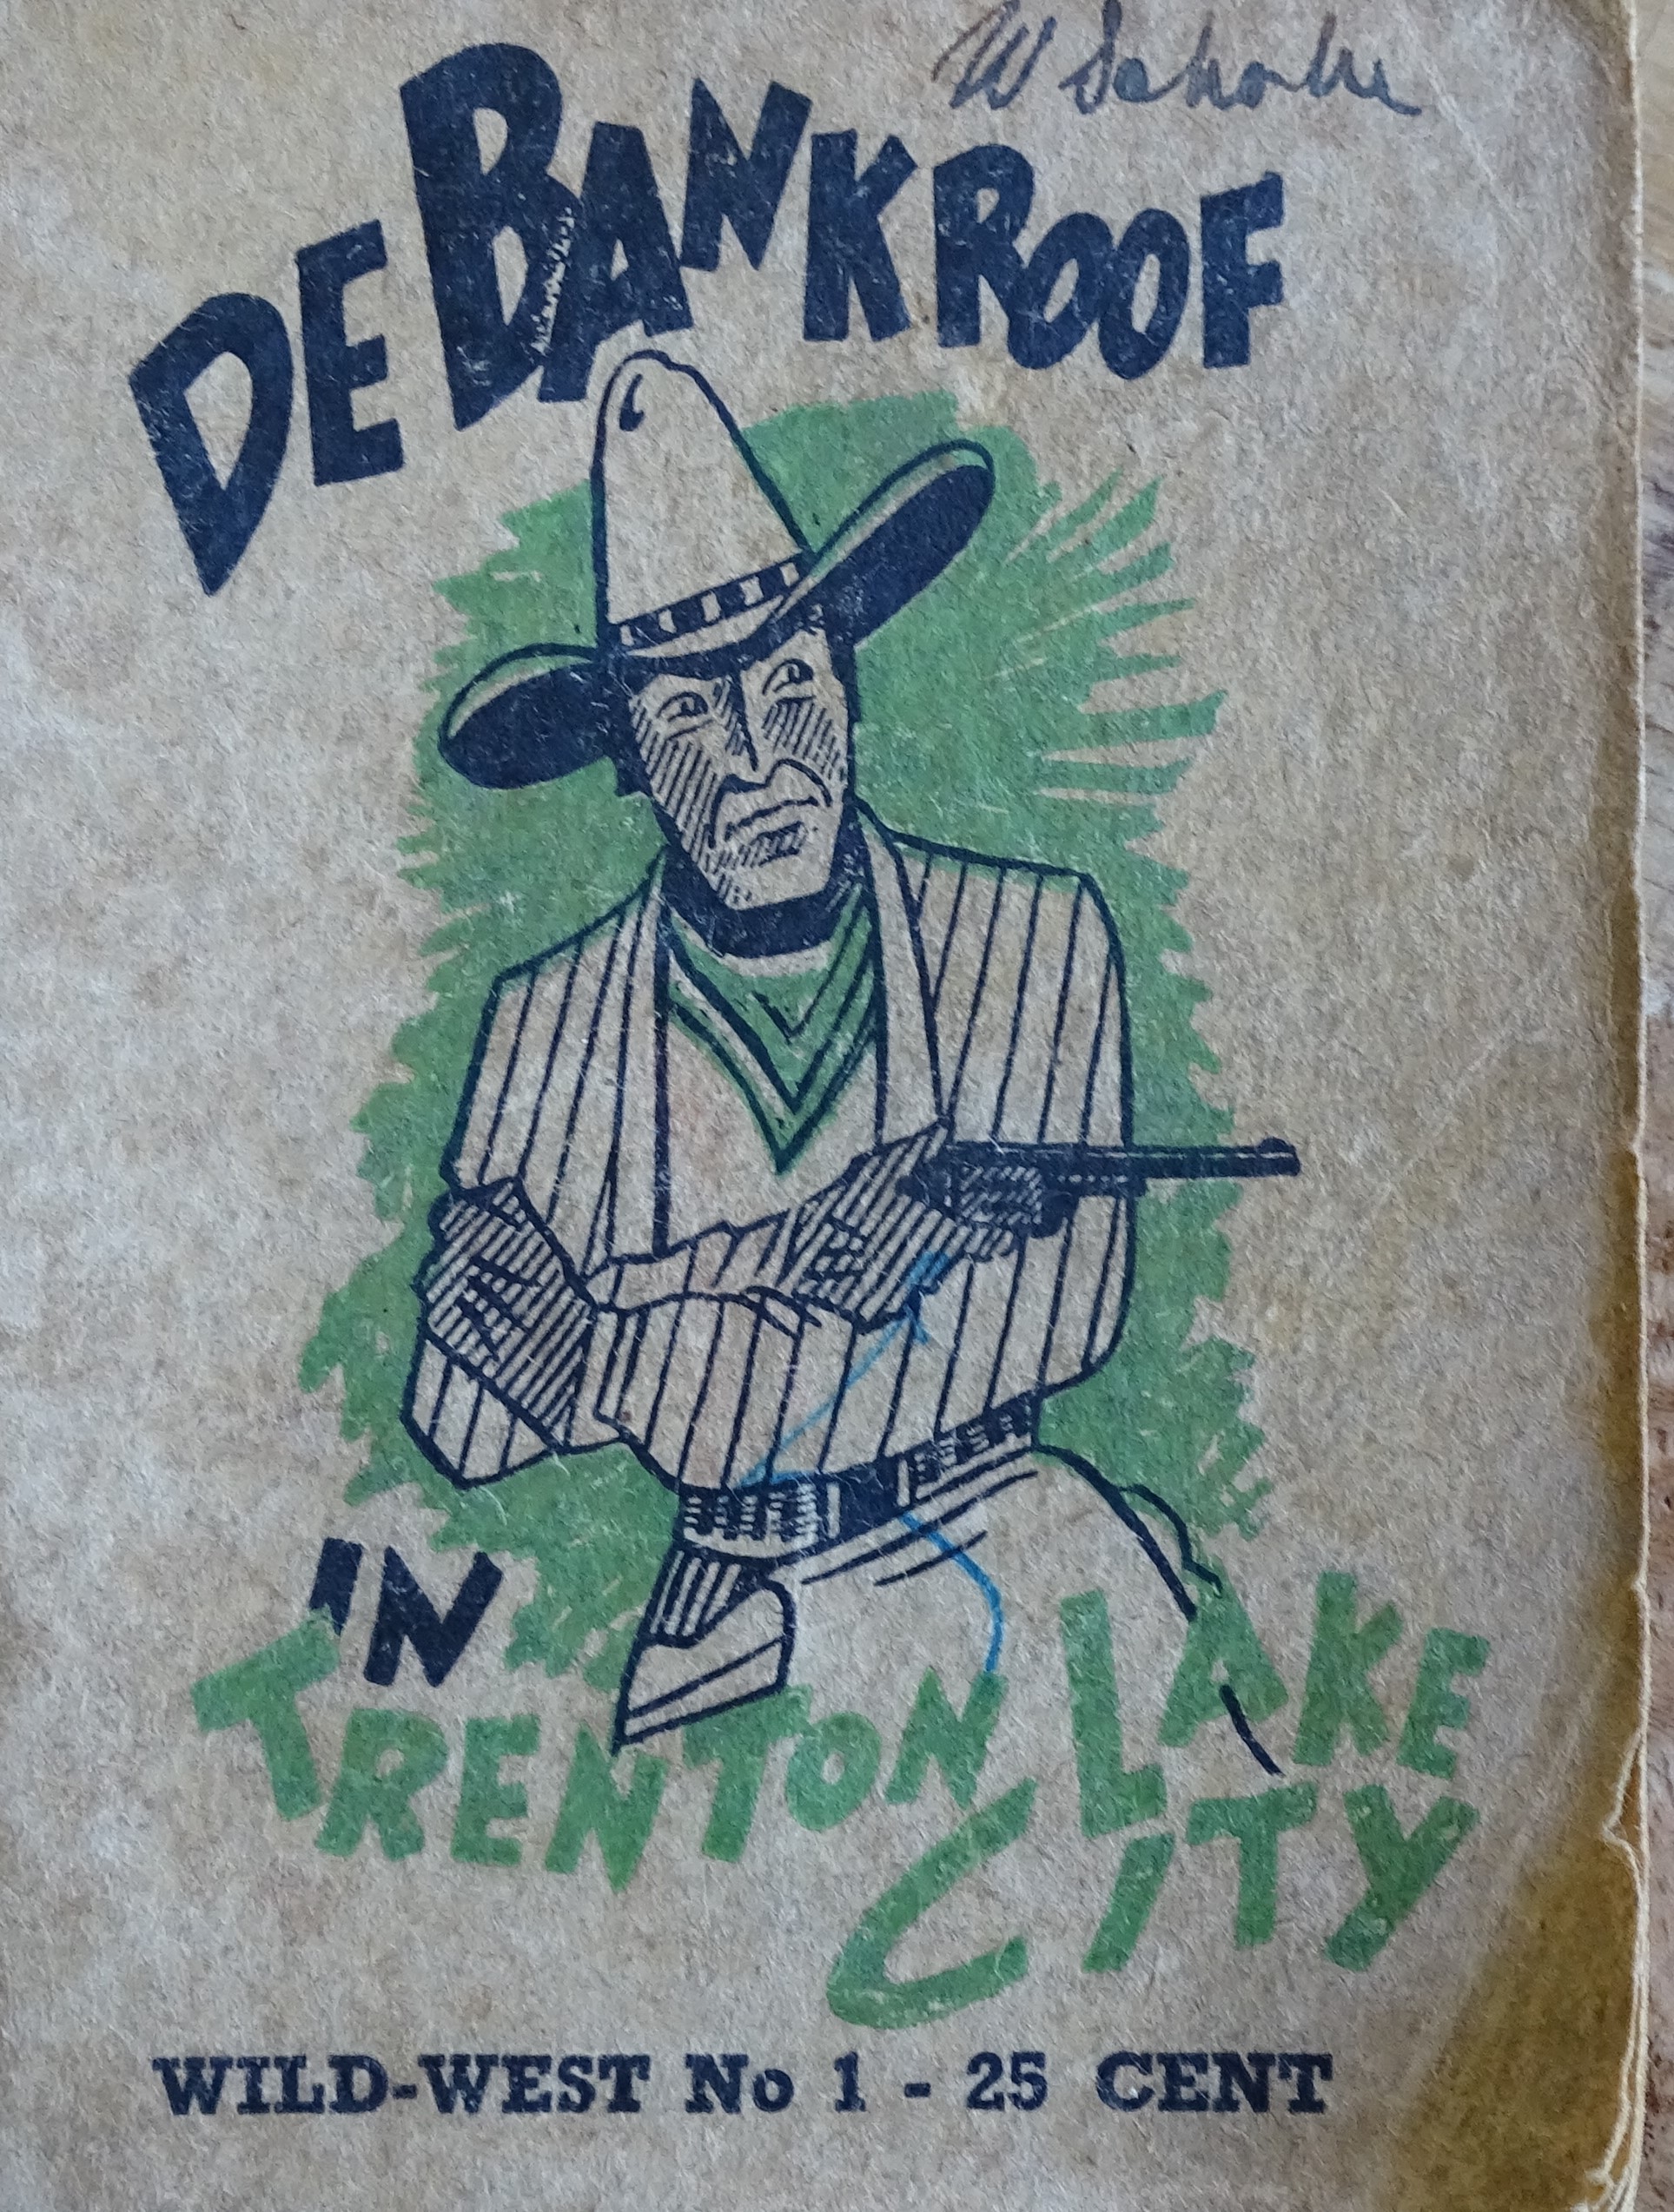 W
DE BANKROOF
IN
TRENTON LAKE
CITY
WILD-WEST No 1 - 25 CENT